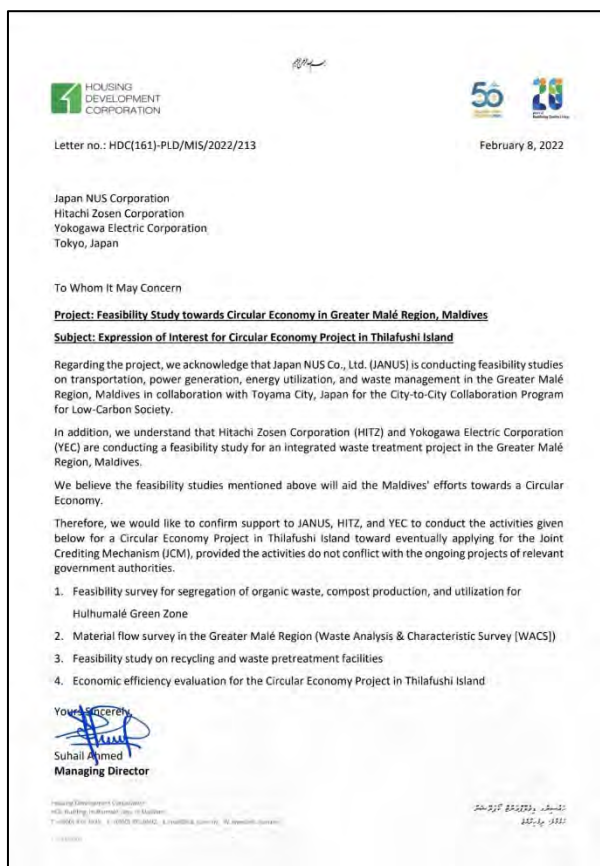 HOUSING
DEVELOPMENT
CORPORATION
50
Letter no.: HDC(161)-PLD/MIS/2022/213
February 8, 2022
Japan NUS Corporation
Hitachi Zosen Corporation
Yokogawa Electric Corporation
Tokyo, Japan
To Whom It May Concern
Project: Feasibility Study towards Circular Economy in Greater Malé Region, Maldives
Subject: Expression of Interest for Circular Economy Project in Thilafushi Island
Regarding the project, we acknowledge that Japan NUS Co., Ltd. (JANUS) is conducting feasibility studies
on transportation, power generation, energy utilization, and waste management in the Greater Malé
Region, Maldives in collaboration with Toyama City, Japan for the City-to-City Collaboration Program
for Low-Carbon Society.
In addition, we understand that Hitachi Zosen Corporation (HITZ) and Yokogawa Electric Corporation
(YEC) are conducting a feasibility study for an integrated waste treatment project in the Greater Malé
Region, Maldives.
We believe the feasibility studies mentioned above will aid the Maldives' efforts towards a Circular
Economy.
Therefore, we would like to confirm support to JANUS, HITZ, and YEC to conduct the activities given
below for a Circular Economy Project in Thilafushi Island toward eventually applying for the Joint
Crediting Mechanism (JCM), provided the activities do not conflict with the ongoing projects of relevant
government authorities.
1. Feasibility survey for segregation of organic waste, compost production, and utilization for
Hulhumalé Green Zone
2. Material flow survey in the Greater Malé Region (Waste Analysis & Characteristic Survey [WACS])
3. Feasibility study on recycling and waste pretreatment facilities
4. Economic efficiency evaluation for the Circular Economy Project in Thilafushi Island
Yours Sincerely,
Suhail Ahmed
Managing Director
Housing Development Corporation